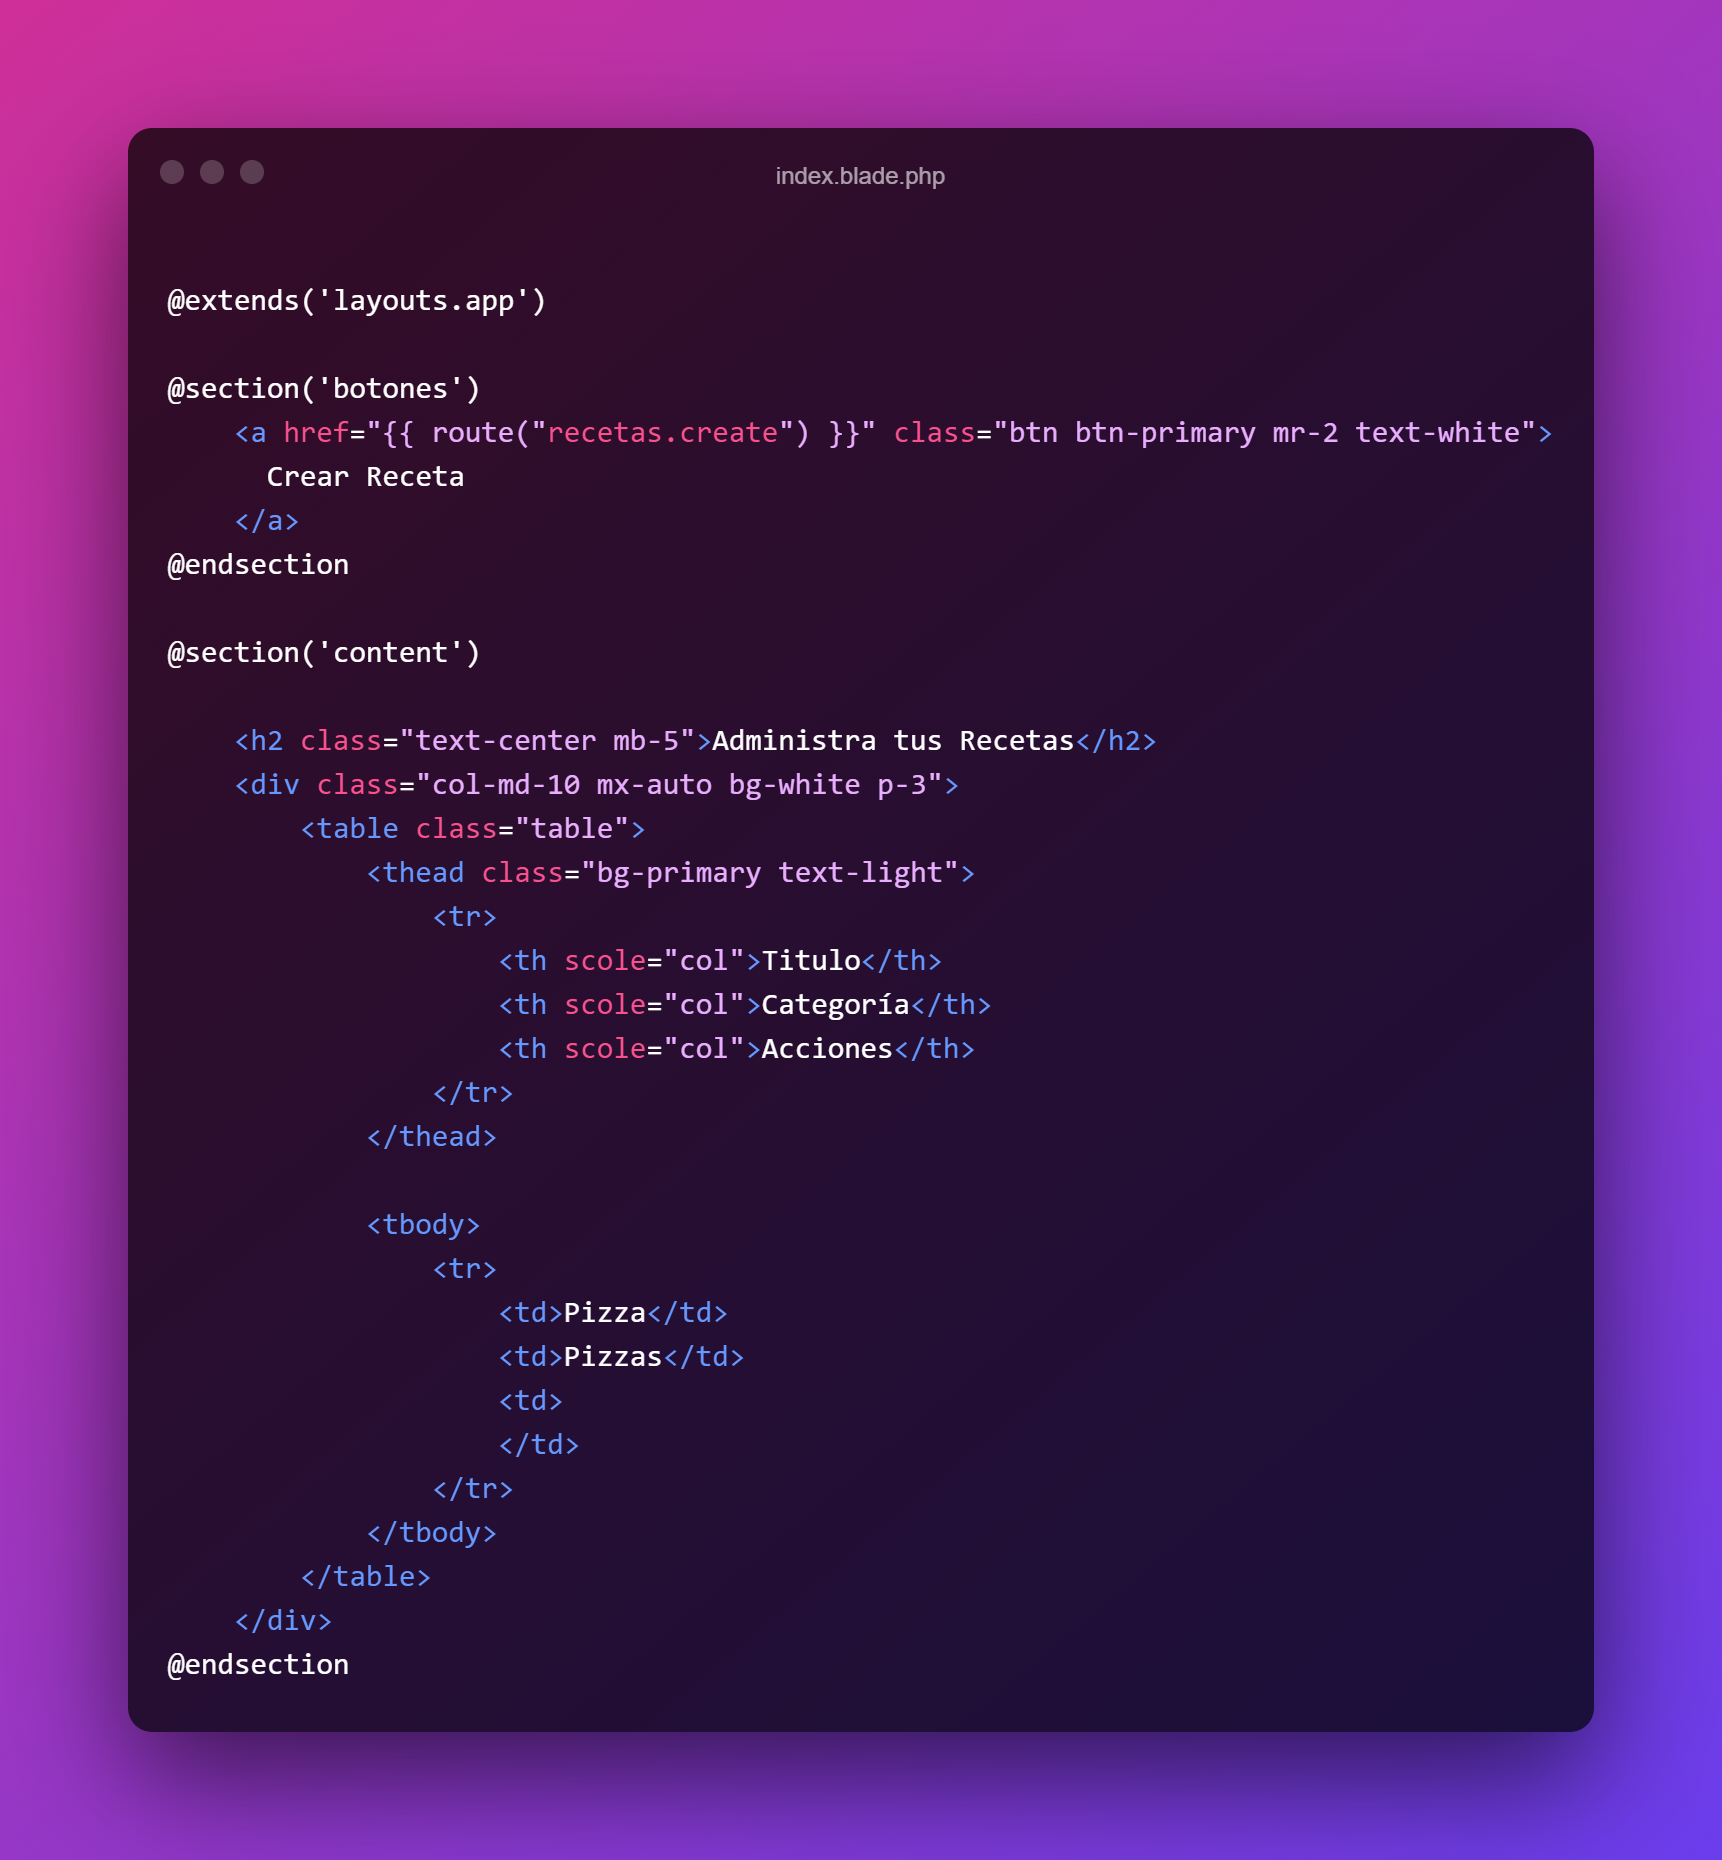 index.blade.php
@extends('layouts.app')
@section('botones')
<a href="{{ route("recetas.create") }}" class="btn btn-primary mr-2 text-white">
Crear Receta
</a>
@endsection
@section('content')
<h2 class="text-center mb-5">Administra tus Recetas</h2>
<div class="col-md-10 mx-auto bg-white p-3">
<table class="table">
<thead class="bg-primary text-light">
<tr>
<th scole="col">Titulo</th>
<th scole="col">Categoría</th>
<th scole="col">Acciones</th>
</tr>
</thead>
<tbody>
<tr>
<td>Pizza</td>
<td>Pizzas</td>
<td>
</td>
</tr>
</tbody>
</table>
</div>
@endsection